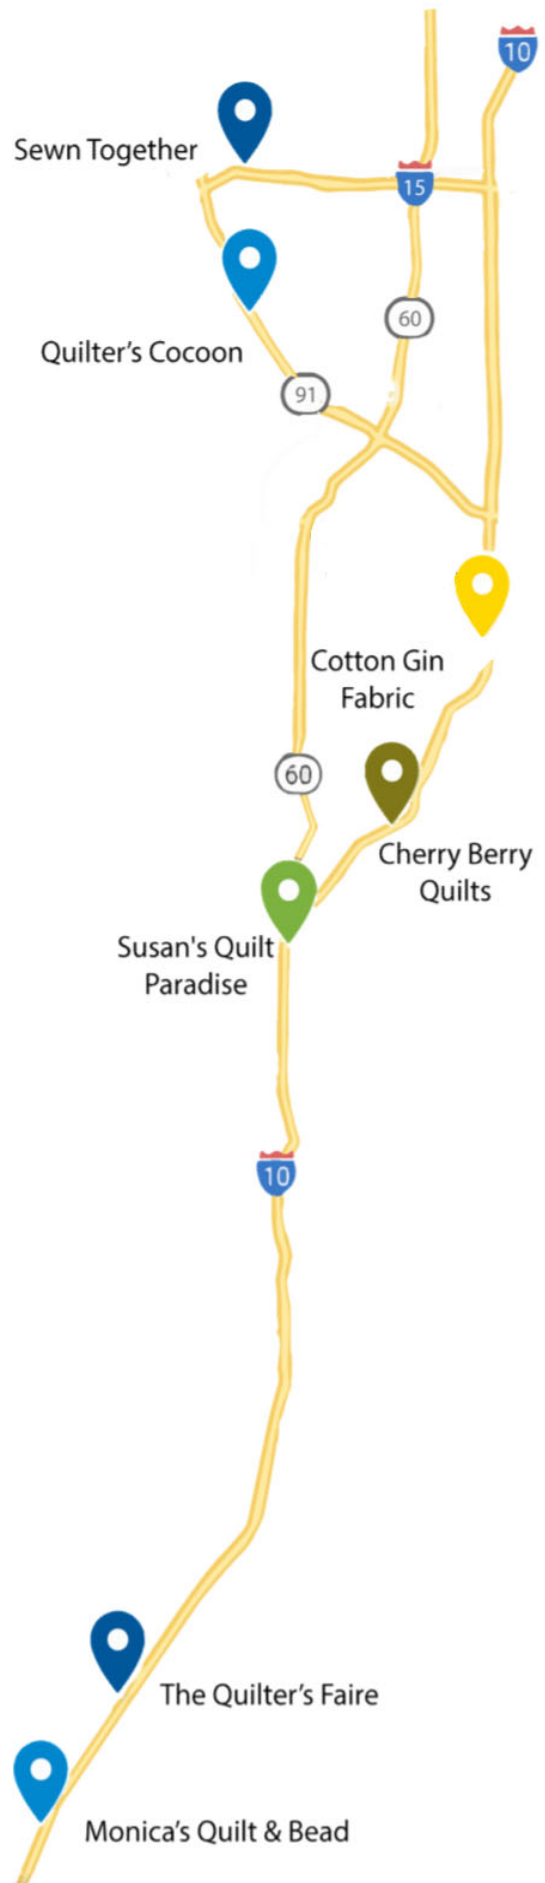 10
Sewn Together
15
60
Quilter's Cocoon
91
Cotton Gin
Fabric
60
Cherry Berry
Quilts
Susan's Quilt
Paradise
10
The Quilter's Faire
Monica's Quilt & Bead